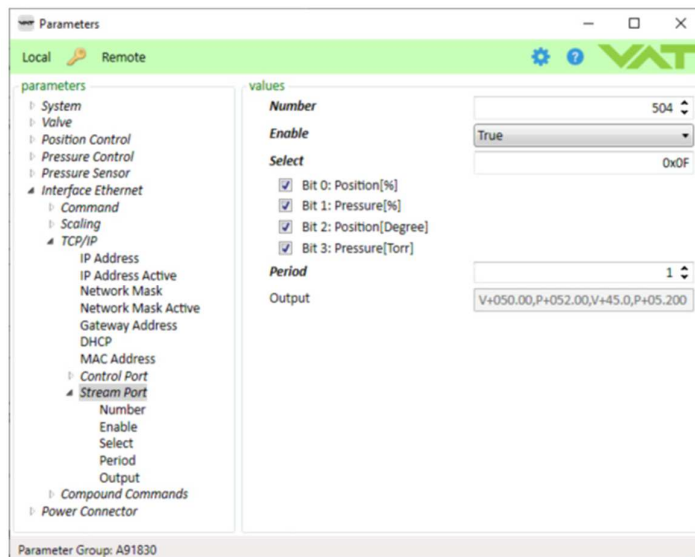 VAT Parameters
Local Remote VAT
parameters
System
Valve
Position Control
Pressure Control
Pressure Sensor
Interface Ethernet
Command
Scaling
TCP/IP
IP Address
IP Address Active
Network Mask
Network Mask Active
Gateway Address
DHCP
MAC Address
Control Port
Stream Port
Number
Enable
Select
Period
Output
Compound Commands
Power Connector
values
Number 504
Enable True
Select 0x0F
Bit 0: Position[%]
Bit 1: Pressure[%]
Bit 2: Position[Degree]
Bit 3: Pressure[Torr]
Period 1
Output V+050.00,P+052.00,V+45.0,P+05.200
Parameter Group: A91830